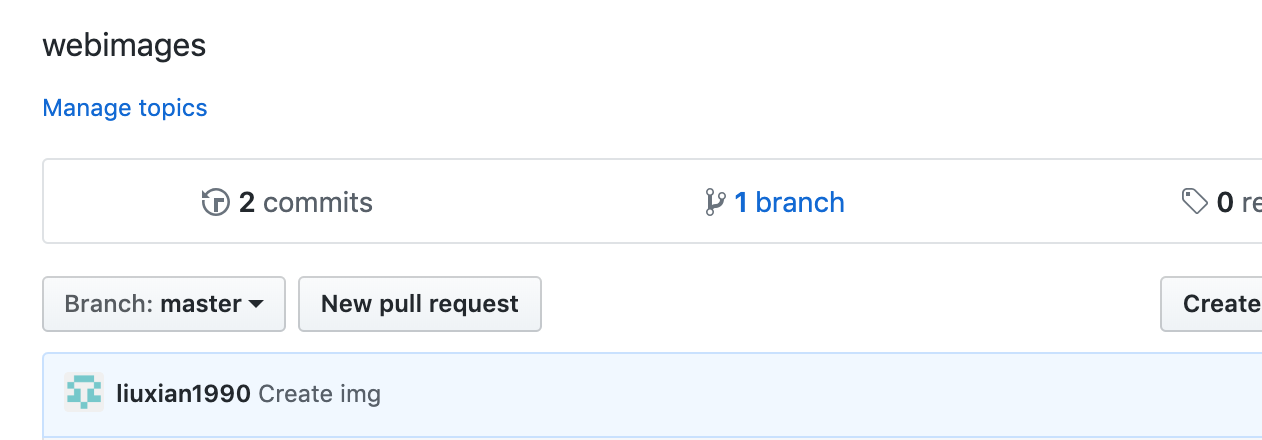 webimages
Manage topics
2 commits 1 branch 0 re
Branch: master New pull request Create
liuxian1990 Create img